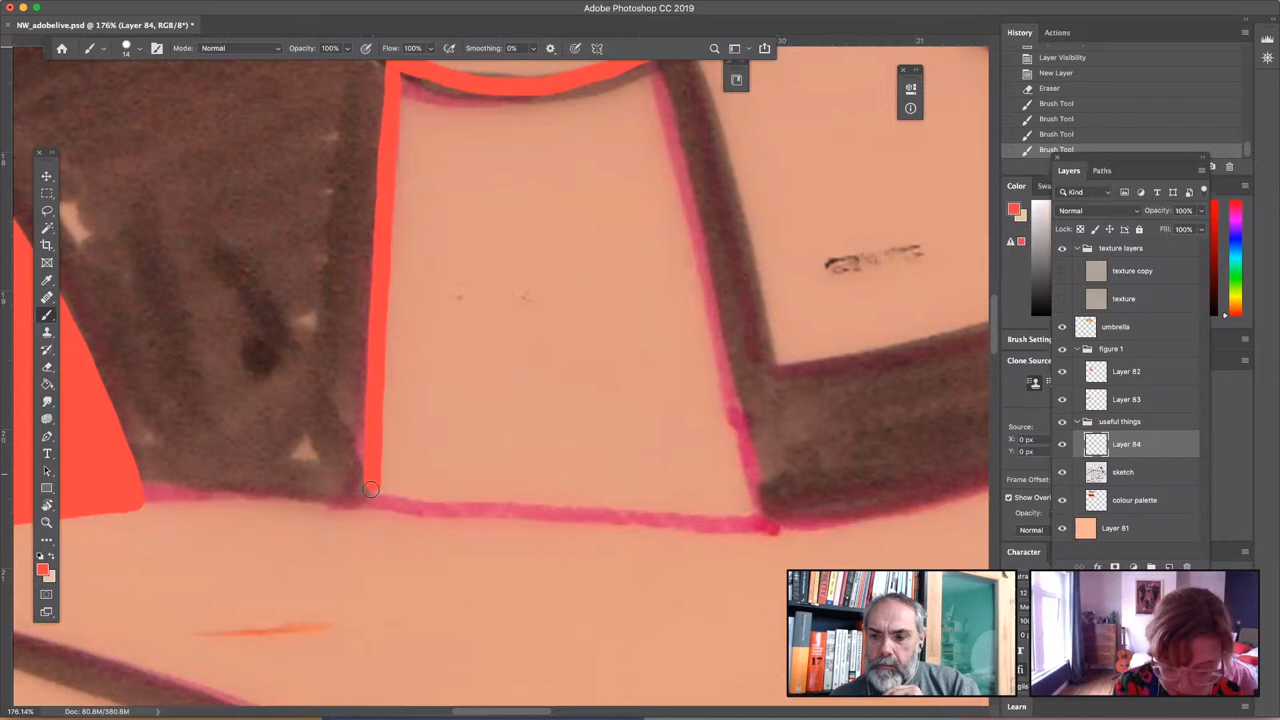 Adobe Photoshop CC 2019
NW_adobelive.psd @ 176% (Layer 84, RGB/8*) *
14
Mode: Normal
Opacity: 100%
Flow: 100%
Smoothing: 0%
20
21
History
Actions
Layer Visibility
New Layer
Eraser
Brush Tool
Brush Tool
Brush Tool
Brush Tool
Color
Layers
Paths
Kind
Normal
Opacity: 100%
Lock:
Fill: 100%
texture layers
texture copy
texture
umbrella
figure 1
Layer 82
Layer 83
useful things
Layer 84
sketch
colour palette
Layer 81
Clone Source
Source:
X: 0 px
Y: 0 px
Frame Offset:
Opacity:
Normal
Character
Learn
17
176.14%
Doc: 80.8M/380.8M